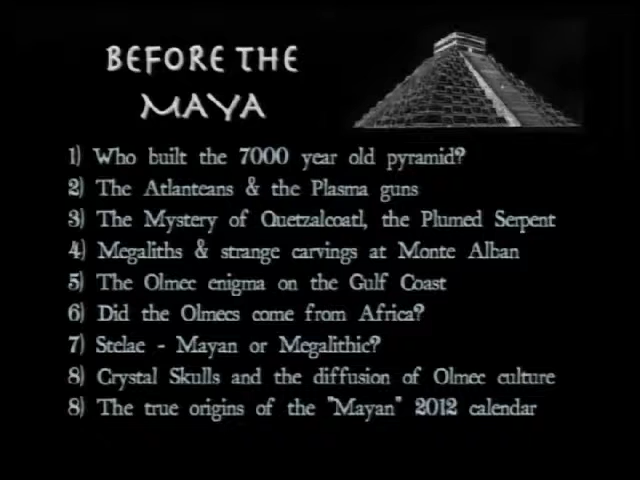 BEFORE THE
MAYA
1) Who built the 7000 year old pyramid?
2) The Atlanteans & the Plasma guns
3) The Mystery of Quetzalcoatl, the Plumed Serpent
4) Megaliths & strange carvings at Monte Alban
5) The Olmec enigma on the Gulf Coast
6) Did the Olmecs come from Africa?
7) Stelae - Mayan or Megalithic?
8) Crystal Skulls and the diffusion of Olmec culture
8) The true origins of the "Mayan" 2012 calendar